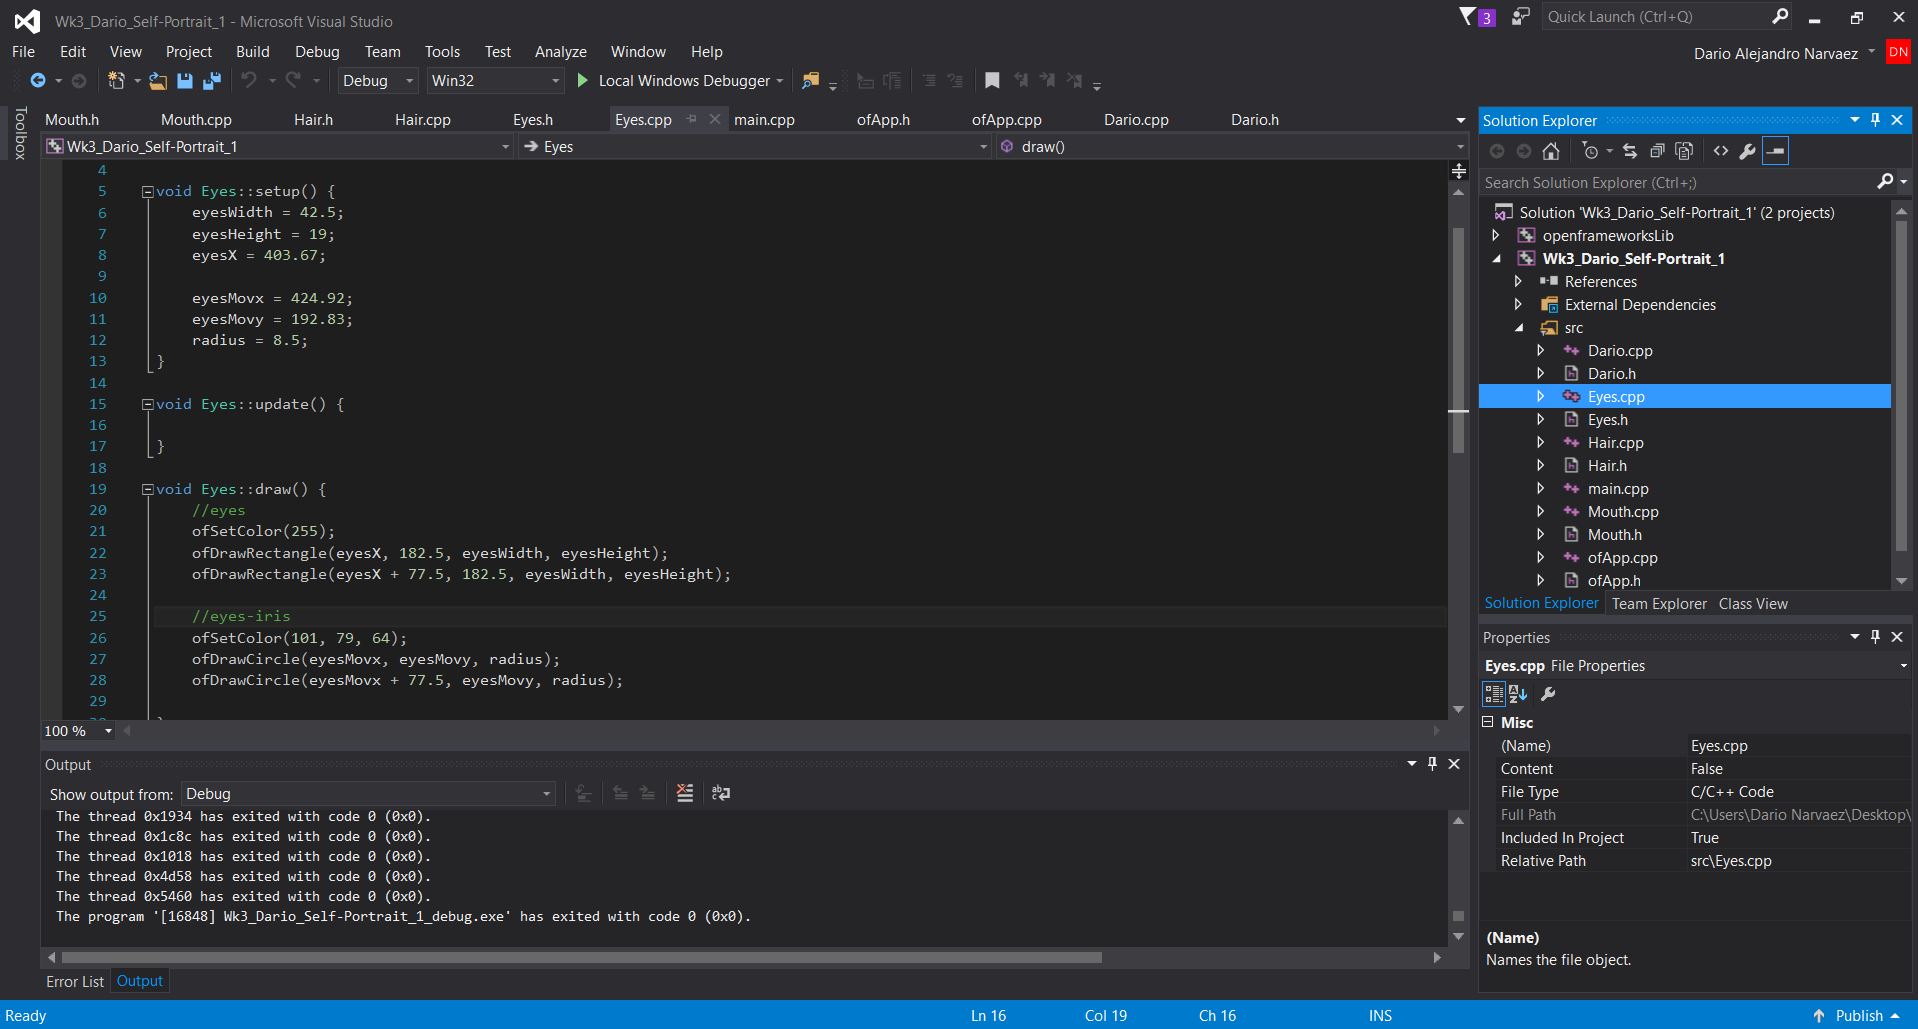 Wk3_Dario_Self-Portrait_1 - Microsoft Visual Studio
3
Quick Launch (Ctrl+Q)
File Edit View Project Build Debug Team Tools Test Analyze Window Help
Dario Alejandro Narvaez DN
Debug Win32 Local Windows Debugger
Toolbox
Mouth.h Mouth.cpp Hair.h Hair.cpp Eyes.h Eyes.cpp main.cpp ofApp.h ofApp.cpp Dario.cpp Dario.h
Wk3_Dario_Self-Portrait_1 Eyes draw()
4
5 void Eyes::setup() {
6 eyesWidth = 42.5;
7 eyesHeight = 19;
8 eyesX = 403.67;
9
10 eyesMovx = 424.92;
11 eyesMovy = 192.83;
12 radius = 8.5;
13 }
14
15 void Eyes::update() {
16
17 }
18
19 void Eyes::draw() {
20 //eyes
21 ofSetColor(255);
22 ofDrawRectangle(eyesX, 182.5, eyesWidth, eyesHeight);
23 ofDrawRectangle(eyesX + 77.5, 182.5, eyesWidth, eyesHeight);
24
25 //eyes-iris
26 ofSetColor(101, 79, 64);
27 ofDrawCircle(eyesMovx, eyesMovy, radius);
28 ofDrawCircle(eyesMovx + 77.5, eyesMovy, radius);
29
100 %
Output
Show output from: Debug
The thread 0x1934 has exited with code 0 (0x0).
The thread 0x1c8c has exited with code 0 (0x0).
The thread 0x1018 has exited with code 0 (0x0).
The thread 0x4d58 has exited with code 0 (0x0).
The thread 0x5460 has exited with code 0 (0x0).
The program '[16848] Wk3_Dario_Self-Portrait_1_debug.exe' has exited with code 0 (0x0).
Error List Output
Solution Explorer
Search Solution Explorer (Ctrl+;)
Solution 'Wk3_Dario_Self-Portrait_1' (2 projects)
openframeworksLib
Wk3_Dario_Self-Portrait_1
References
External Dependencies
src
Dario.cpp
Dario.h
Eyes.cpp
Eyes.h
Hair.cpp
Hair.h
main.cpp
Mouth.cpp
Mouth.h
ofApp.cpp
ofApp.h
Solution Explorer Team Explorer Class View
Properties
Eyes.cpp File Properties
Misc
(Name) Eyes.cpp
Content False
File Type C/C++ Code
Full Path C:\Users\Dario Narvaez\Desktop\
Included In Project True
Relative Path src\Eyes.cpp
(Name)
Names the file object.
Ready Ln 16 Col 19 Ch 16 INS Publish